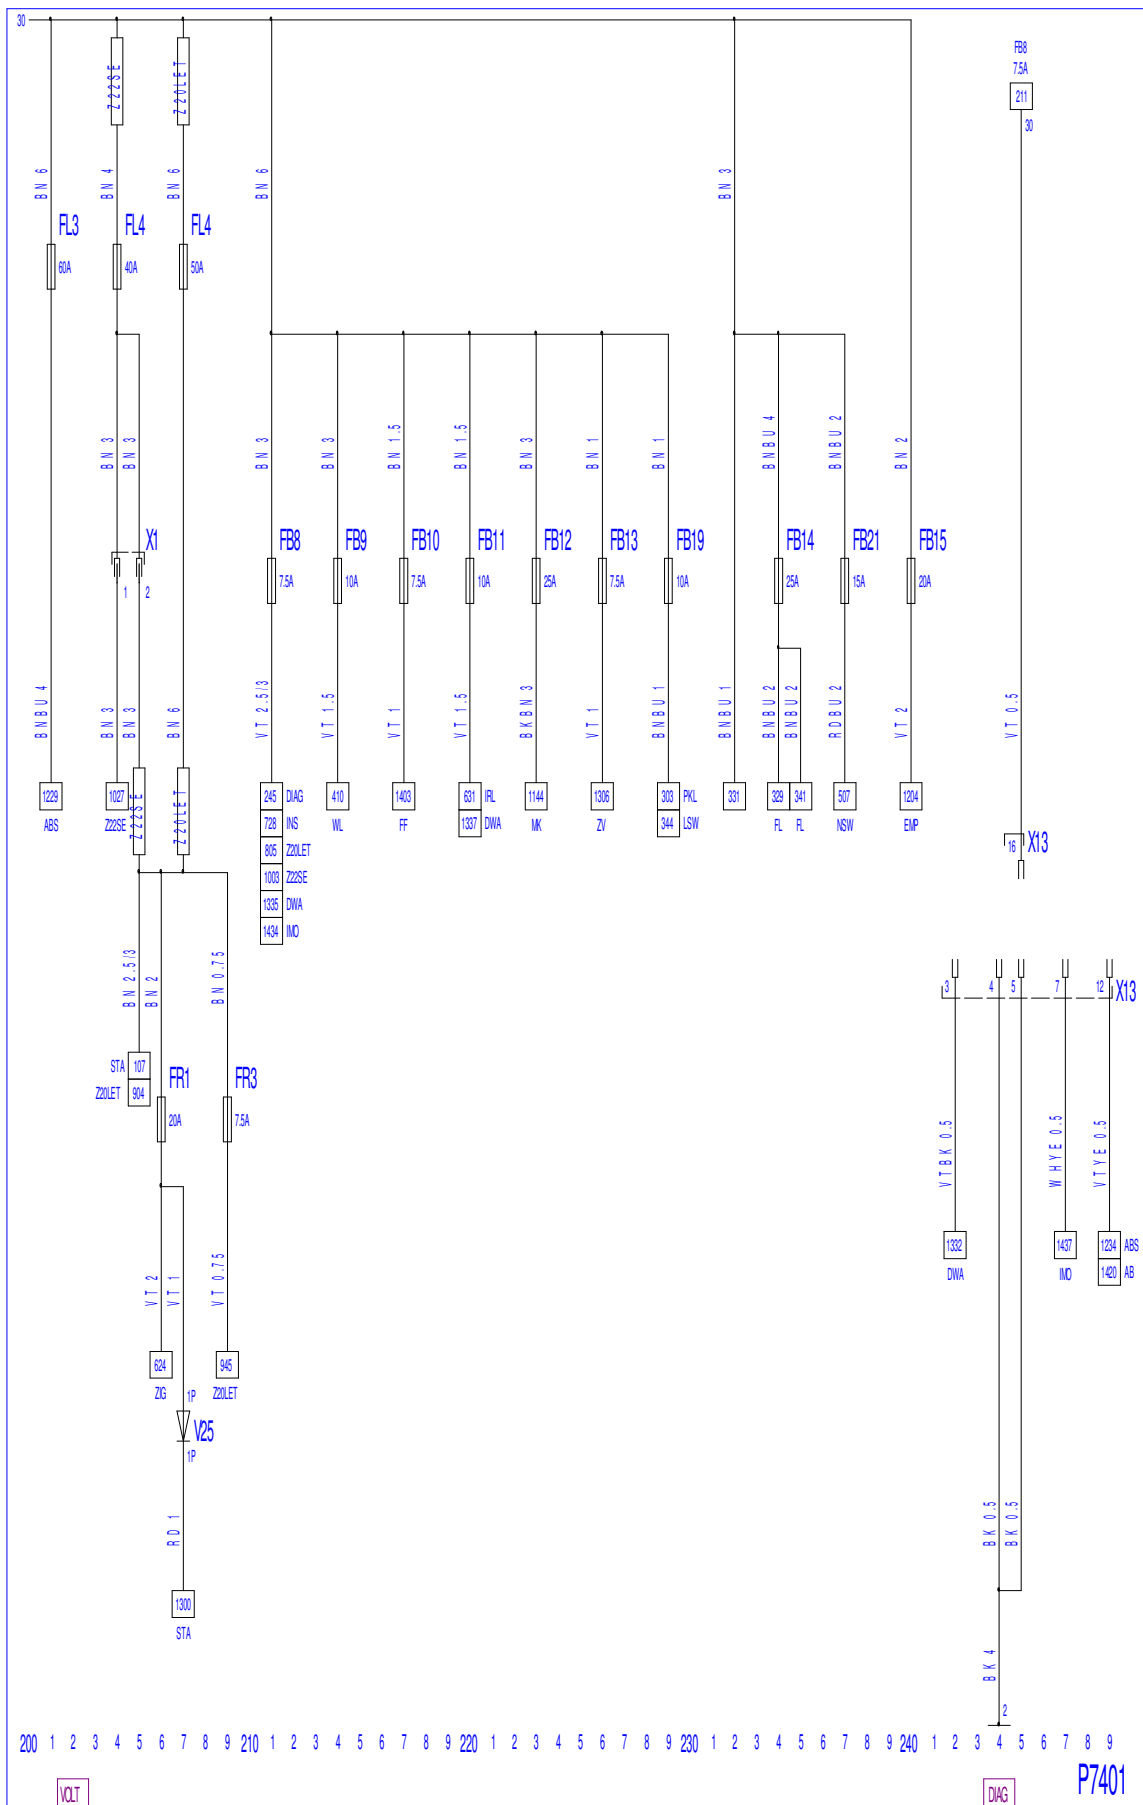 30
Z22SE
Z20LET
FB8
7.5A
211
30
BN 6
BN 4
BN 6
BN 6
BN 3
FL3
60A
FL4
40A
FL4
50A
BN 3
BN 3
BN 3
BN 3
BN 1.5
BN 1.5
BN 3
BN 1
BN 1
BNBU 4
BNBU 2
BN 2
X1
1
2
FB8
7.5A
FB9
10A
FB10
7.5A
FB11
10A
FB12
25A
FB13
7.5A
FB19
10A
FB14
25A
FB21
15A
FB15
20A
BNBU 4
BN 3
BN 3
BN 6
VT 2.5/3
VT 1.5
VT 1
VT 1.5
BKBN 3
VT 1
BNBU 1
BNBU 1
BNBU 2
BNBU 2
RDBU 2
VT 2
VT 0.5
1229
ABS
1027
Z22SE
Z22SE
Z20LET
245 DIAG
728 INS
805 Z20LET
1003 Z22SE
1335 DWA
1434 IMO
410
WL
1403
FF
631 IRL
1337 DWA
1144
MK
1306
ZV
303 PKL
344 LSW
331
329
FL
341
FL
507
NSW
1204
EMP
16
X13
BN 2.5/3
BN 2
BN 0.75
3
4
5
7
12
X13
STA 107
Z20LET 904
FR1
20A
FR3
7.5A
VTBK 0.5
WHYE 0.5
VTYE 0.5
1332
DWA
1437
IMO
1234 ABS
1420 AB
VT 2
VT 1
VT 0.75
624
ZIG
945
Z20LET
1P
V25
1P
RD 1
BK 0.5
BK 0.5
1300
STA
BK 4
2
200 1 2 3 4 5 6 7 8 9 210 1 2 3 4 5 6 7 8 9 220 1 2 3 4 5 6 7 8 9 230 1 2 3 4 5 6 7 8 9 240 1 2 3 4 5 6 7 8 9
P7401
VOLT
DIAG